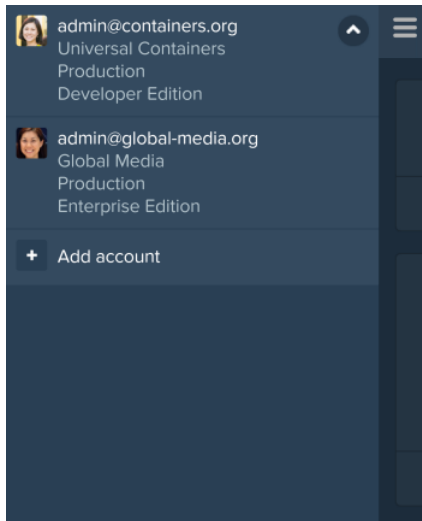 admin@containers.org
Universal Containers
Production
Developer Edition
admin@global-media.org
Global Media
Production
Enterprise Edition
Add account